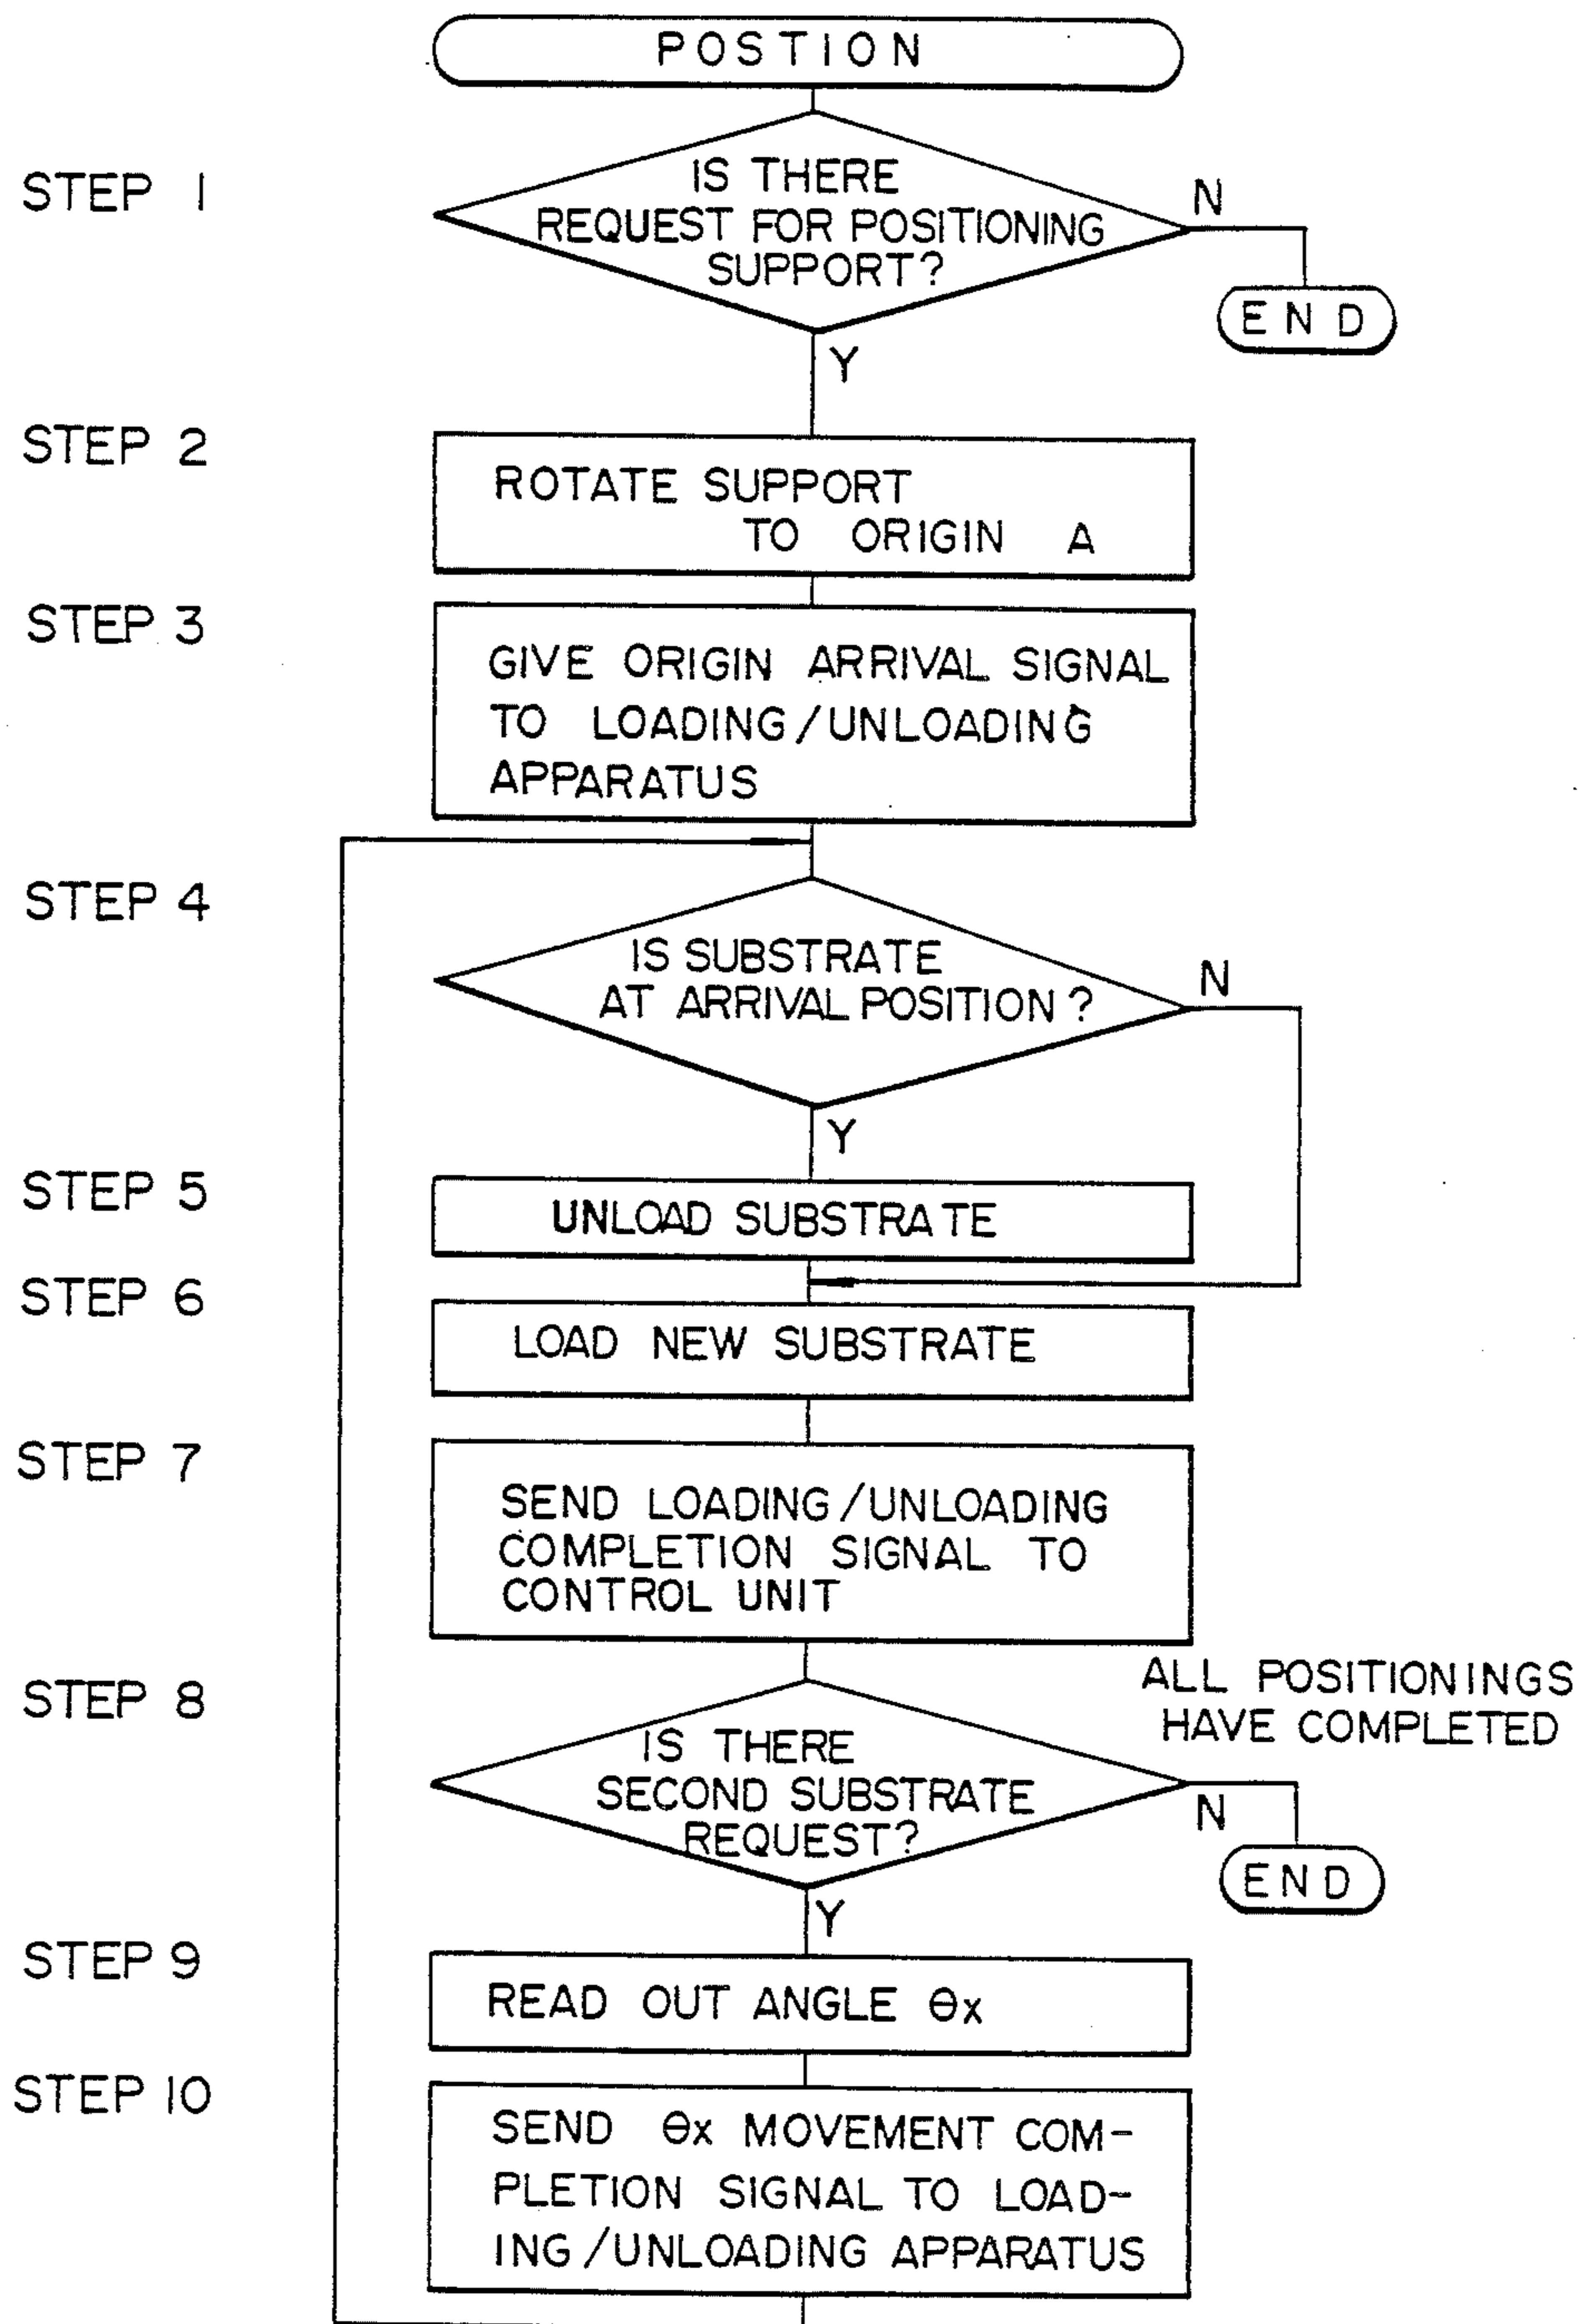 POSTION
STEP 1
IS THERE
REQUEST FOR POSITIONING
SUPPORT?
N
END
Y
STEP 2
ROTATE SUPPORT
TO ORIGIN A
STEP 3
GIVE ORIGIN ARRIVAL SIGNAL
TO LOADING/UNLOADING
APPARATUS
STEP 4
IS SUBSTRATE
AT ARRIVAL POSITION?
N
Y
STEP 5
UNLOAD SUBSTRATE
STEP 6
LOAD NEW SUBSTRATE
STEP 7
SEND LOADING/UNLOADING
COMPLETION SIGNAL TO
CONTROL UNIT
STEP 8
IS THERE
SECOND SUBSTRATE
REQUEST?
ALL POSITIONINGS
HAVE COMPLETED
N
END
Y
STEP 9
READ OUT ANGLE θx
STEP 10
SEND θx MOVEMENT COM-
PLETION SIGNAL TO LOAD-
ING/UNLOADING APPARATUS